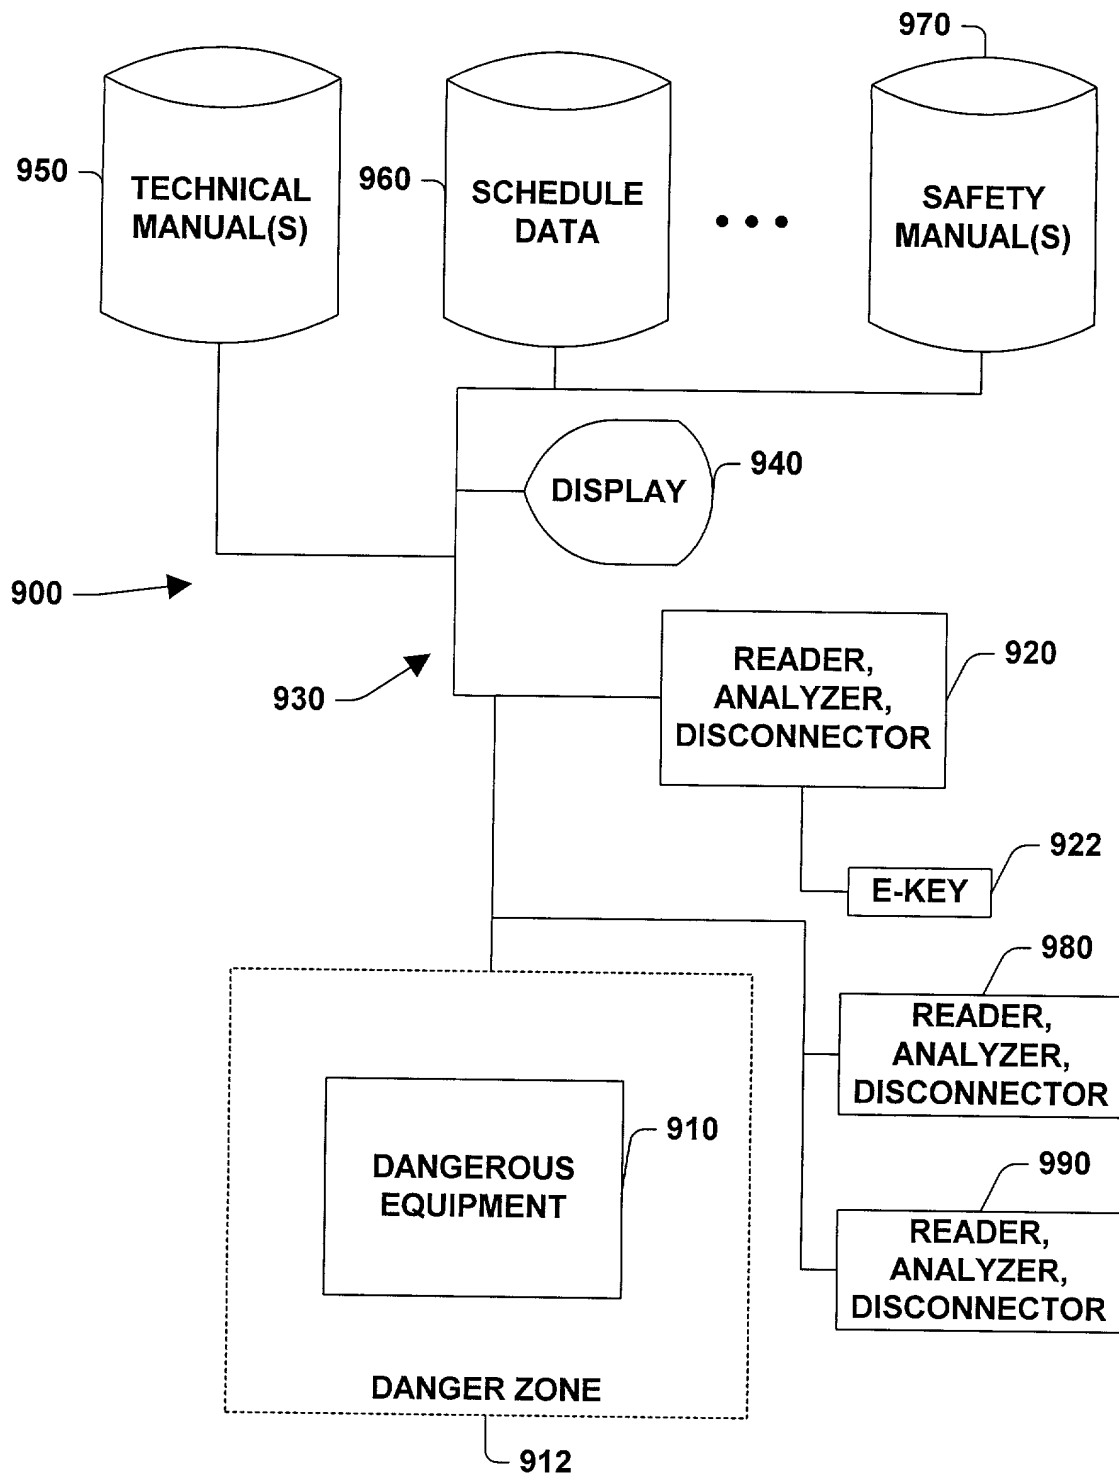 970
950
TECHNICAL
MANUAL(S)
960
SCHEDULE
DATA
SAFETY
MANUAL(S)
940
DISPLAY
900
930
READER,
ANALYZER,
DISCONNECTOR
920
922
E-KEY
980
READER,
ANALYZER,
DISCONNECTOR
910
DANGEROUS
EQUIPMENT
990
READER,
ANALYZER,
DISCONNECTOR
DANGER ZONE
912